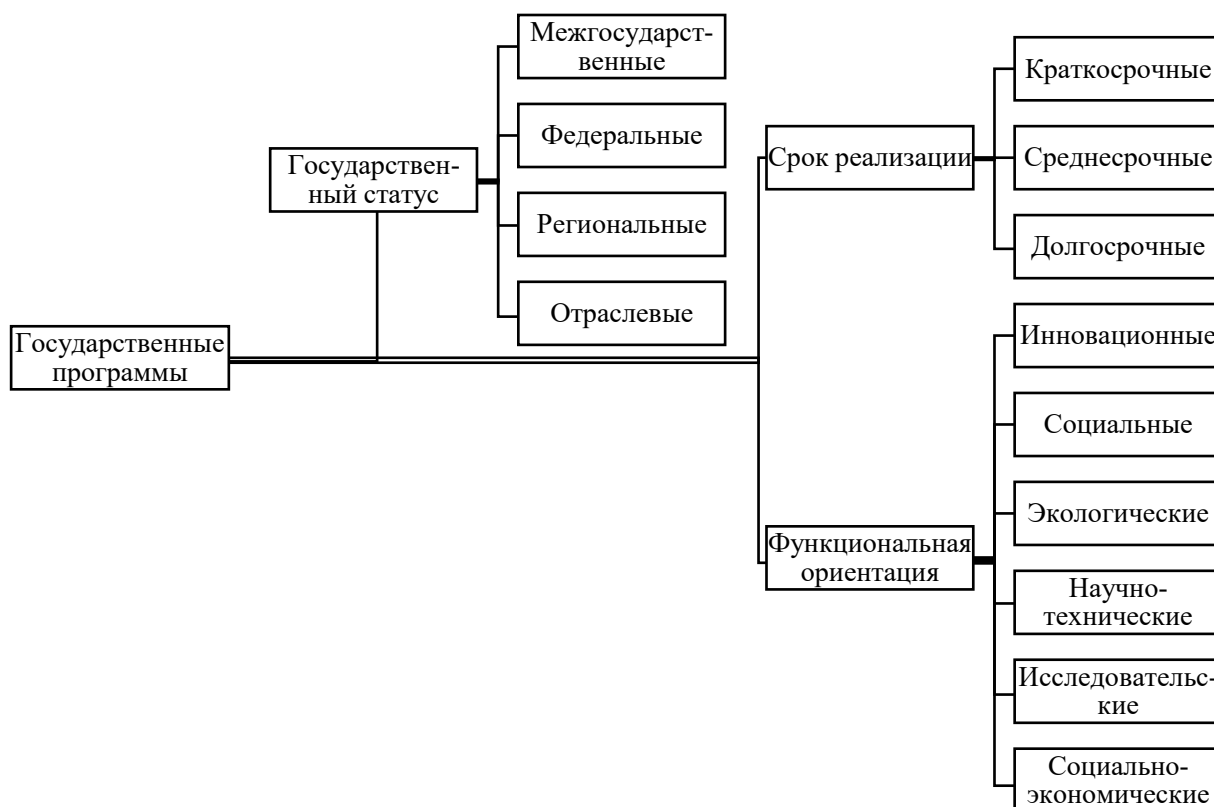 Государственные
программы
Государствен-
ный статус
Межгосударст-
венные
Федеральные
Региональные
Отраслевые
Срок реализации
Краткосрочные
Среднесрочные
Долгосрочные
Функциональная
ориентация
Инновационные
Социальные
Экологические
Научно-
технические
Исследовательс-
кие
Социально-
экономические